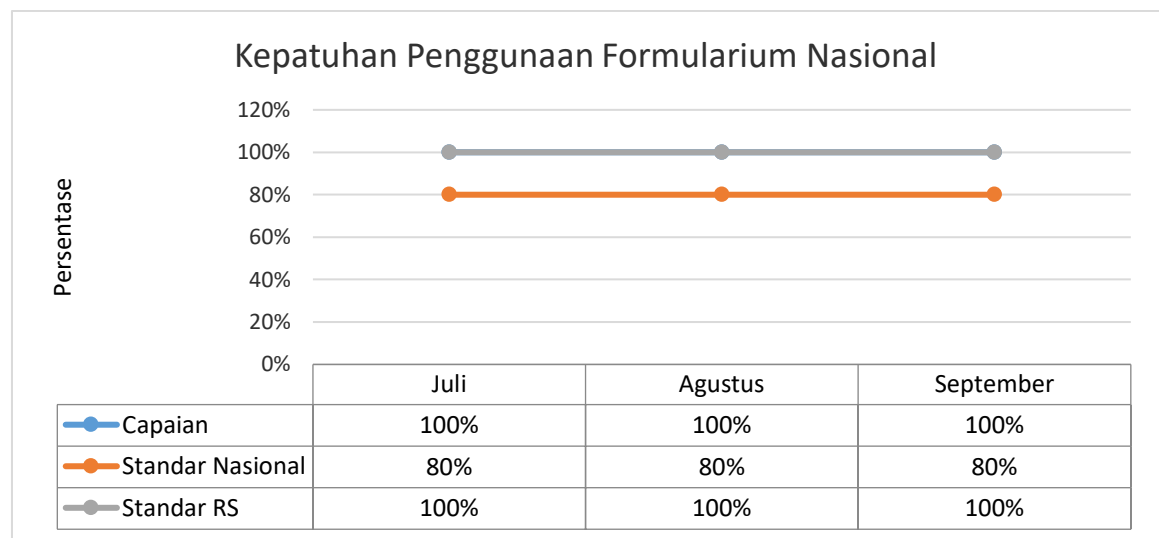 Kepatuhan Penggunaan Formularium Nasional
Persentase
120%
100%
80%
60%
40%
20%
0%
Juli Agustus September
Capaian 100% 100% 100%
Standar Nasional 80% 80% 80%
Standar RS 100% 100% 100%